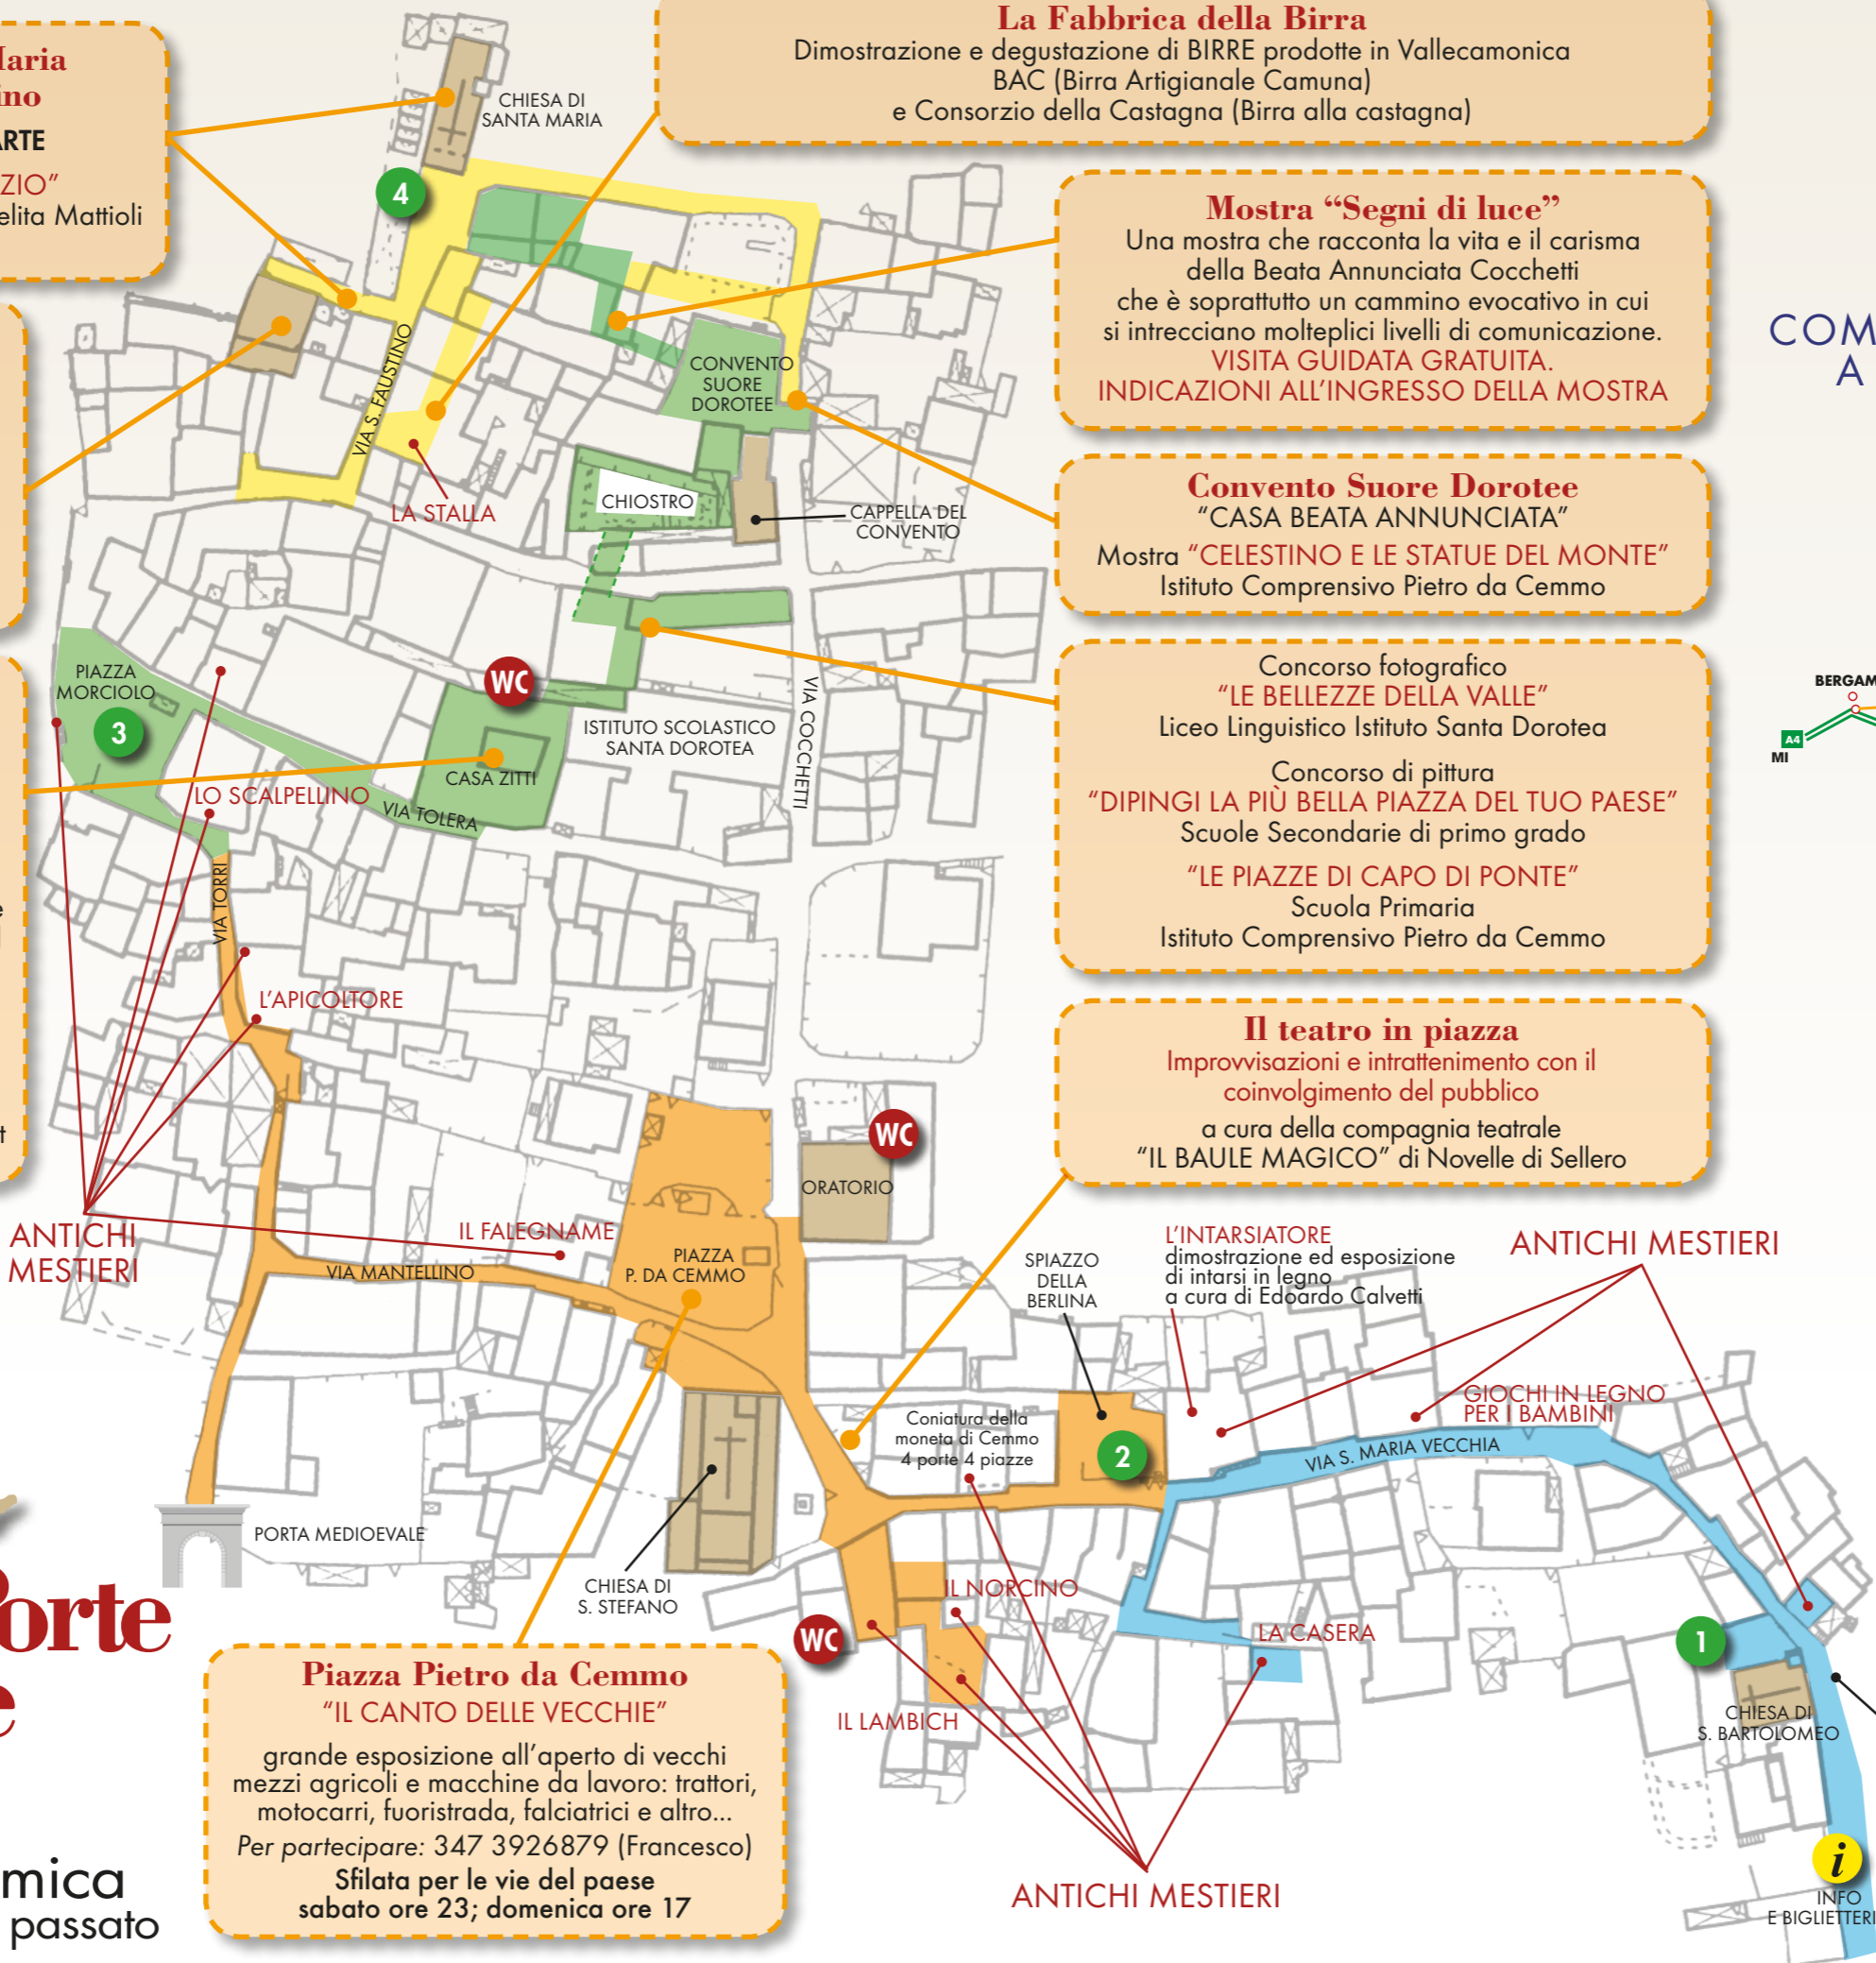 La Fabbrica della Birra
Dimostrazione e degustazione di BIRRE prodotte in Vallecamonica
BAC (Birra Artigianale Camuna)
e Consorzio della Castagna (Birra alla castagna)
CHIESA DI
SANTA MARIA
4
Mattioli
Mostra “Segni di luce”
Una mostra che racconta la vita e il carisma
della Beata Annunciata Cocchetti
che è soprattutto un cammino evocativo in cui
si intrecciano molteplici livelli di comunicazione.
VISITA GUIDATA GRATUITA.
INDICAZIONI ALL’INGRESSO DELLA MOSTRA
COM
A
VIA S. FAUSTINO
CONVENTO
SUORE
DOROTEE
LA STALLA
CHIOSTRO
CAPPELLA DEL
CONVENTO
Convento Suore Dorotee
“CASA BEATA ANNUNCIATA”
Mostra “CELESTINO E LE STATUE DEL MONTE”
Istituto Comprensivo Pietro da Cemmo
PIAZZA
MORCIOLO
3
WC
ISTITUTO SCOLASTICO
SANTA DOROTEA
VIA COCCHETTI
CASA ZITTI
LO SCALPELLINO
VIA TOLERA
Concorso fotografico
“LE BELLEZZE DELLA VALLE”
Liceo Linguistico Istituto Santa Dorotea
Concorso di pittura
“DIPINGI LA PIÙ BELLA PIAZZA DEL TUO PAESE”
Scuole Secondarie di primo grado
“LE PIAZZE DI CAPO DI PONTE”
Scuola Primaria
Istituto Comprensivo Pietro da Cemmo
BERGAM
A4
MI
VIA TORRI
L’APICOLTORE
Il teatro in piazza
Improvvisazioni e intrattenimento con il
coinvolgimento del pubblico
a cura della compagnia teatrale
“IL BAULE MAGICO” di Novelle di Sellero
WC
ORATORIO
ANTICHI
MESTIERI
IL FALEGNAME
VIA MANTELLINO
PIAZZA
P. DA CEMMO
SPIAZZO
DELLA
BERLINA
L’INTARSIATORE
dimostrazione ed esposizione
di intarsi in legno
a cura di Edoardo Calvetti
ANTICHI MESTIERI
Coniatura della
moneta di Cemmo
4 porte 4 piazze
2
GIOCHI IN LEGNO
PER I BAMBINI
VIA S. MARIA VECCHIA
PORTA MEDIOEVALE
CHIESA DI
S. STEFANO
WC
IL NORCINO
LA CASERA
IL LAMBICH
1
CHIESA DI
S. BARTOLOMEO
Porte
e
mica
passato
Piazza Pietro da Cemmo
“IL CANTO DELLE VECCHIE”
grande esposizione all’aperto di vecchi
mezzi agricoli e macchine da lavoro: trattori,
motocarri, fuoristrada, falciatrici e altro...
Per partecipare: 347 3926879 (Francesco)
Sfilata per le vie del paese
sabato ore 23; domenica ore 17
ANTICHI MESTIERI
i
INFO
E BIGLIETTERI